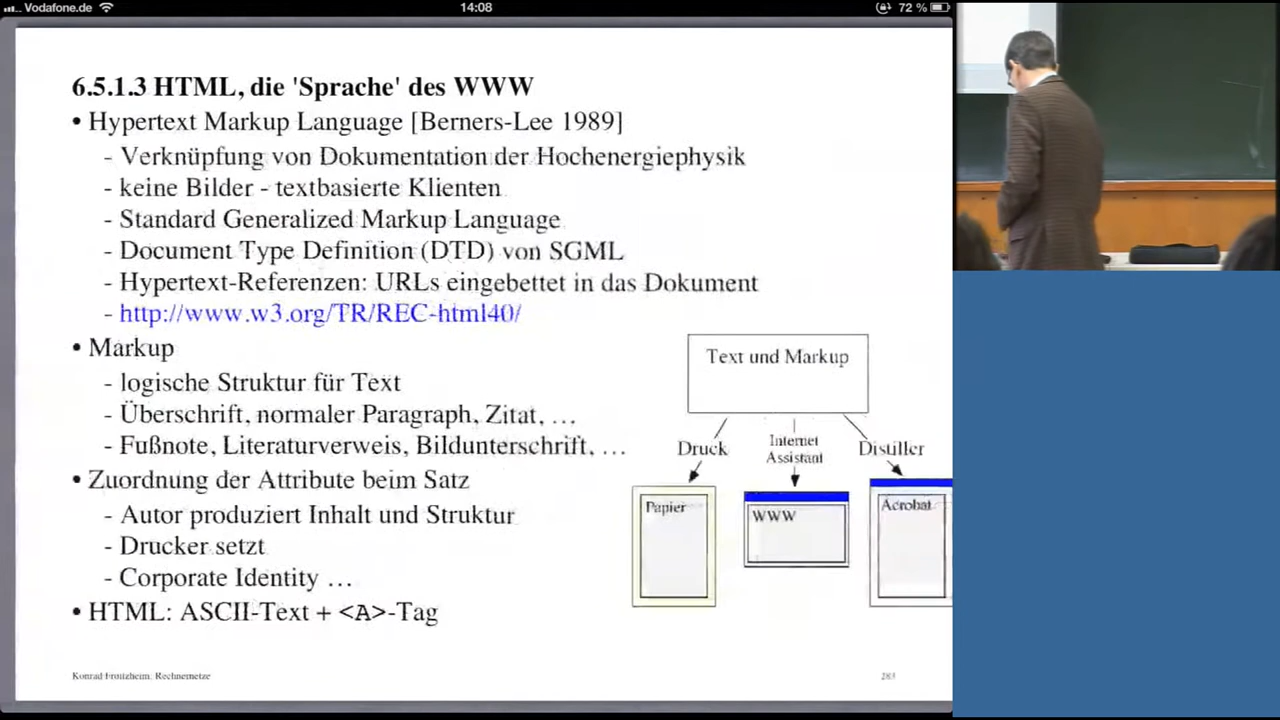 Vodafone.de
14:08
72 %
6.5.1.3 HTML, die 'Sprache' des WWW
• Hypertext Markup Language [Berners-Lee 1989]
- Verknüpfung von Dokumentation der Hochenergiephysik
- keine Bilder - textbasierte Klienten
- Standard Generalized Markup Language
- Document Type Definition (DTD) von SGML
- Hypertext-Referenzen: URLs eingebettet in das Dokument
- http://www.w3.org/TR/REC-html40/
• Markup
- logische Struktur für Text
- Überschrift, normaler Paragraph, Zitat, …
- Fußnote, Literaturverweis, Bildunterschrift, …
• Zuordnung der Attribute beim Satz
- Autor produziert Inhalt und Struktur
- Drucker setzt
- Corporate Identity …
• HTML: ASCII-Text + <A>-Tag
Text und Markup
Druck
Internet
Assistant
Distiller
Papier
WWW
Acrobat
Konrad Froitzheim, Rechnernetze
283